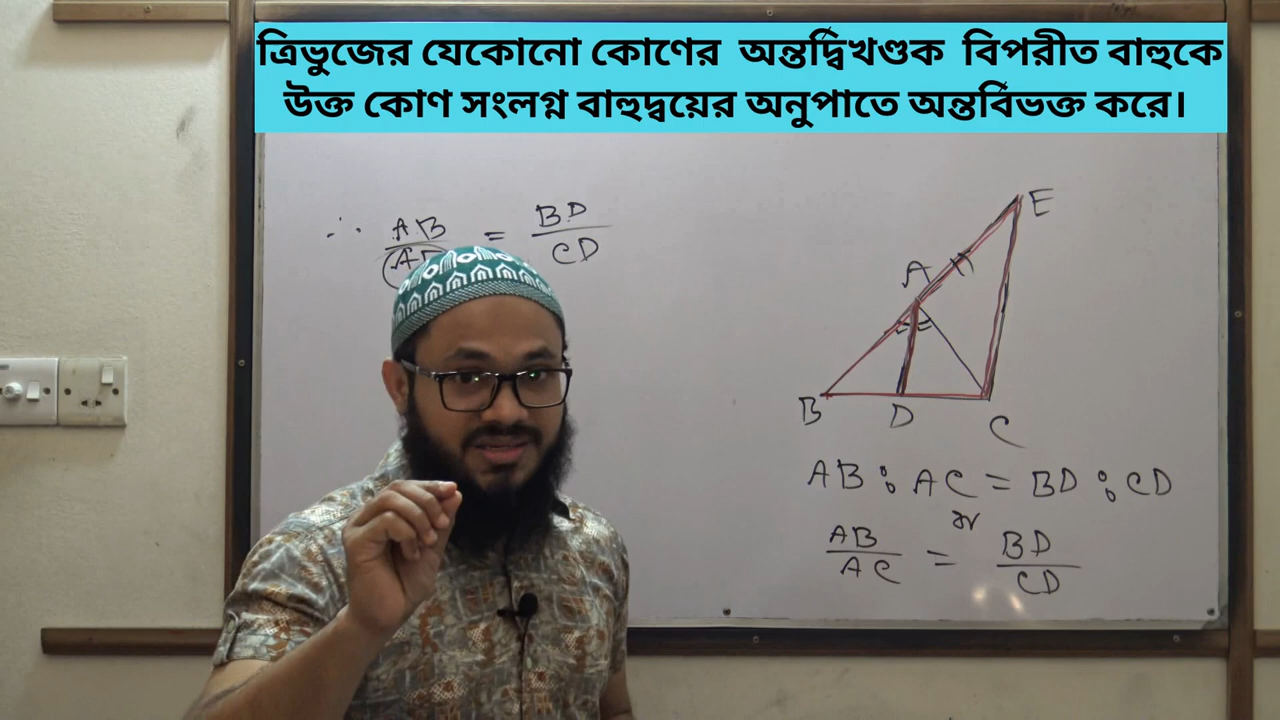 ত্রিভুজের যেকোনো কোণের অন্তর্দ্বিখণ্ডক বিপরীত বাহুকে
উক্ত কোণ সংলগ্ন বাহুদ্বয়ের অনুপাতে অন্তর্বিভক্ত করে।
∴ AB = BD
CD
E
A
B D C
AB : AC = BD : CD
or
AB = BD
AC CD